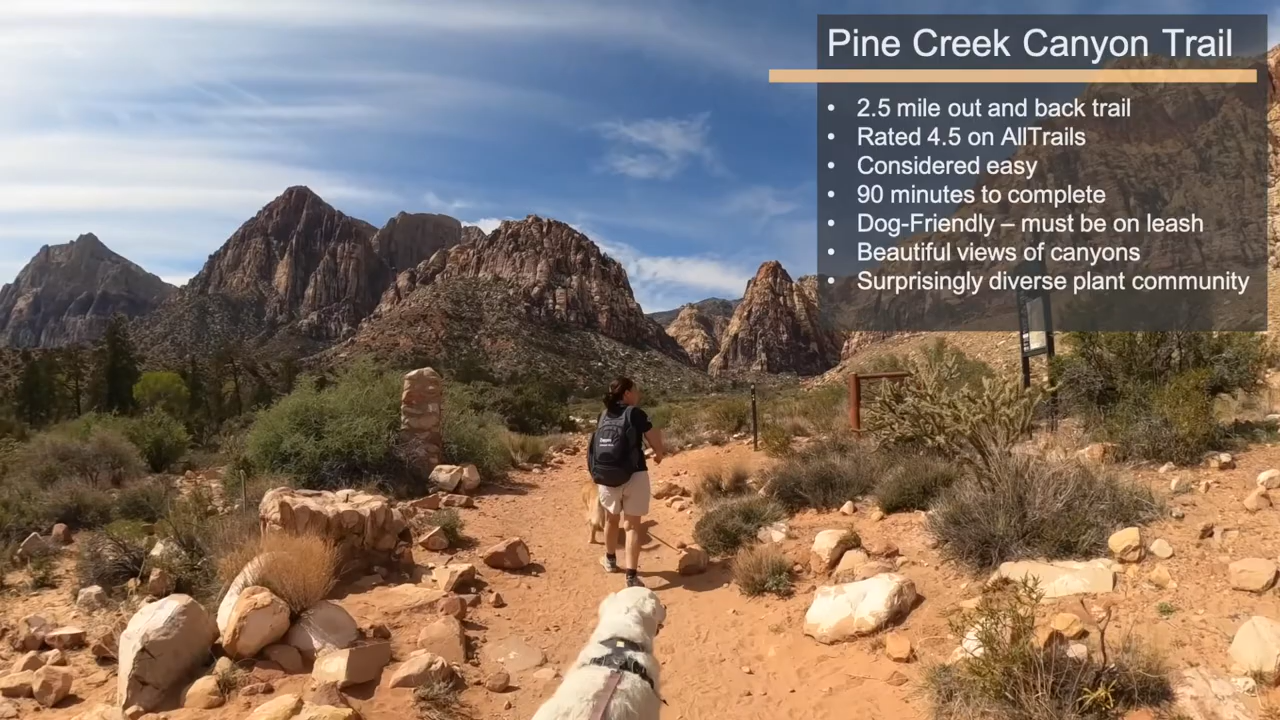 Pine Creek Canyon Trail
• 2.5 mile out and back trail
• Rated 4.5 on AllTrails
• Considered easy
• 90 minutes to complete
• Dog-Friendly – must be on leash
• Beautiful views of canyons
• Surprisingly diverse plant community